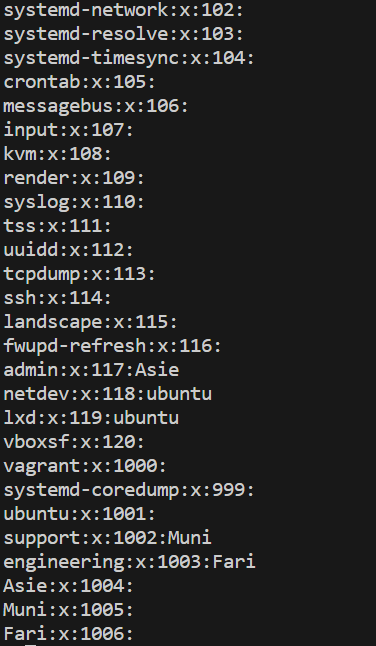 systemd-network:x:102:
systemd-resolve:x:103:
systemd-timesync:x:104:
crontab:x:105:
messagebus:x:106:
input:x:107:
kvm:x:108:
render:x:109:
syslog:x:110:
tss:x:111:
uuidd:x:112:
tcpdump:x:113:
ssh:x:114:
landscape:x:115:
fwupd-refresh:x:116:
admin:x:117:Asie
netdev:x:118:ubuntu
lxd:x:119:ubuntu
vboxsf:x:120:
vagrant:x:1000:
systemd-coredump:x:999:
ubuntu:x:1001:
support:x:1002:Muni
engineering:x:1003:Fari
Asie:x:1004:
Muni:x:1005:
Fari:x:1006: